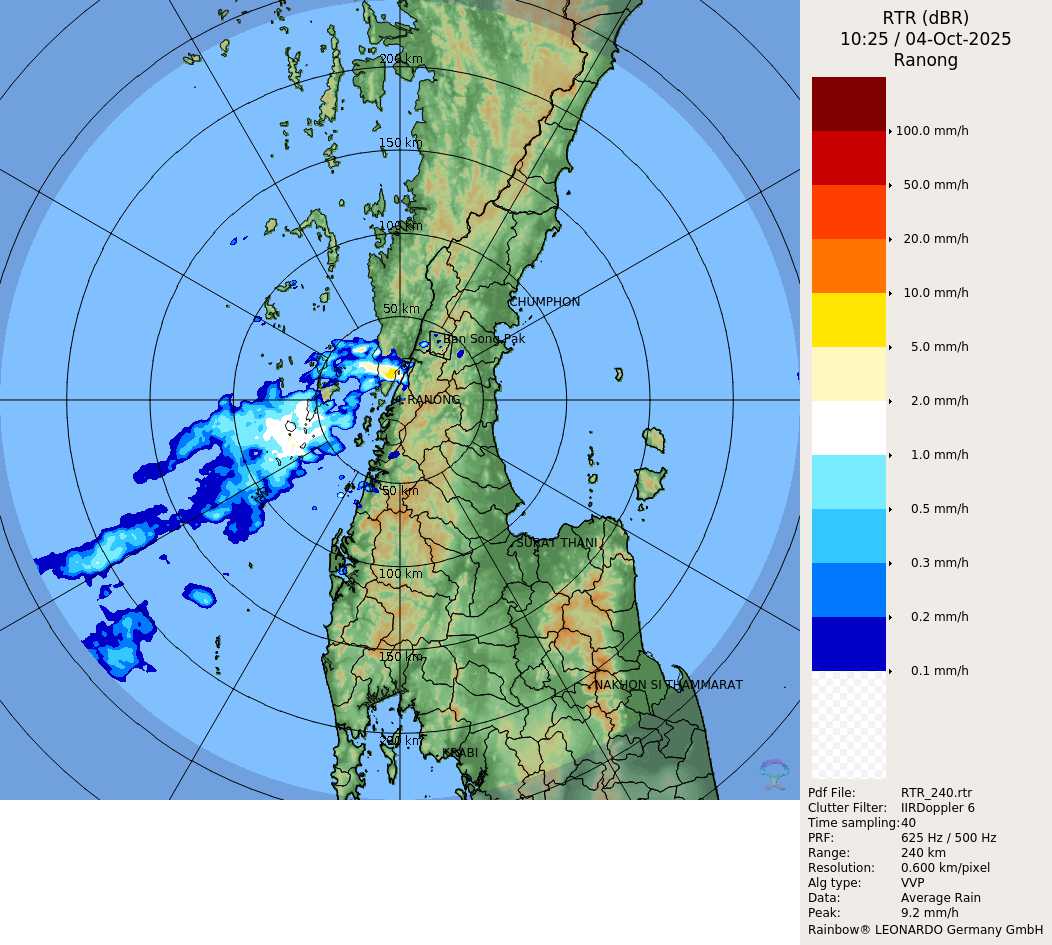 RTR (dBR)
10:25 / 04-Oct-2025
Ranong
200 km
150 km
100 km
50 km
CHUMPHON
Ban Song Pak
RANONG
50 km
SURAT THANI
100 km
150 km
NAKHON SI THAMMARAT
200 km
KRABI
100.0 mm/h
50.0 mm/h
20.0 mm/h
10.0 mm/h
5.0 mm/h
2.0 mm/h
1.0 mm/h
0.5 mm/h
0.3 mm/h
0.2 mm/h
0.1 mm/h
Pdf File: RTR_240.rtr
Clutter Filter: IIRDoppler 6
Time sampling:40
PRF: 625 Hz / 500 Hz
Range: 240 km
Resolution: 0.600 km/pixel
Alg type: VVP
Data: Average Rain
Peak: 9.2 mm/h
Rainbow® LEONARDO Germany GmbH